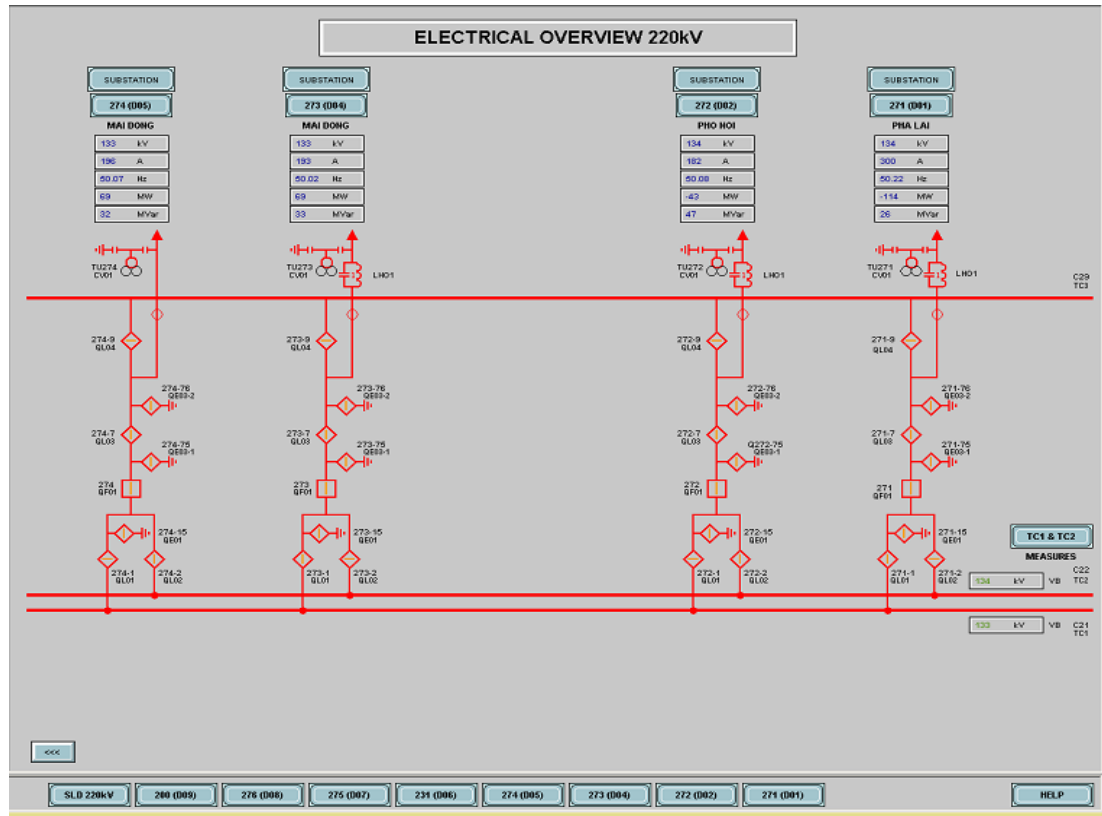 ELECTRICAL OVERVIEW 220kV
SUBSTATION SUBSTATION SUBSTATION SUBSTATION
274 (D05) 273 (D04) 272 (D02) 271 (D01)
MAI DONG MAI DONG PHO NOI PHA LAI
133 kV 133 kV 134 kV 134 kV
196 A 193 A 182 A 300 A
50.07 Hz 50.02 Hz 50.08 Hz 50.22 Hz
69 MW 69 MW -43 MW -114 MW
32 MVar 33 MVar 47 MVar 26 MVar
TU274 TU273 TU272 TU271
CV01 CV01 LH01 CV01 LH01 CV01 LH01
C29
TC3
274-9 273-9 272-9 271-9
QL04 QL04 QL04 QL04
274-76 273-76 272-76 271-76
QE03-2 QE03-2 QE03-2 QE03-2
274-7 273-7 272-7 271-7
QL03 QL03 QL03 QL03
274-75 273-75 Q272-75 271-75
QE03-1 QE03-1 QE03-1 QE03-1
274 273 272 271
QF01 QF01 QF01 QF01
274-15 273-15 272-15 271-15
QE01 QE01 QE01 QE01
TC1 & TC2
MEASURES
274-1 274-2 273-1 273-2 272-1 272-2 271-1 271-2
QL01 QL02 QL01 QL02 QL01 QL02 QL01 QL02
134 kV VB C22
TC2
133 kV VB C21
TC1
<<<
SLD 220kV 200 (D09) 276 (D08) 275 (D07) 231 (D06) 274 (D05) 273 (D04) 272 (D02) 271 (D01) HELP